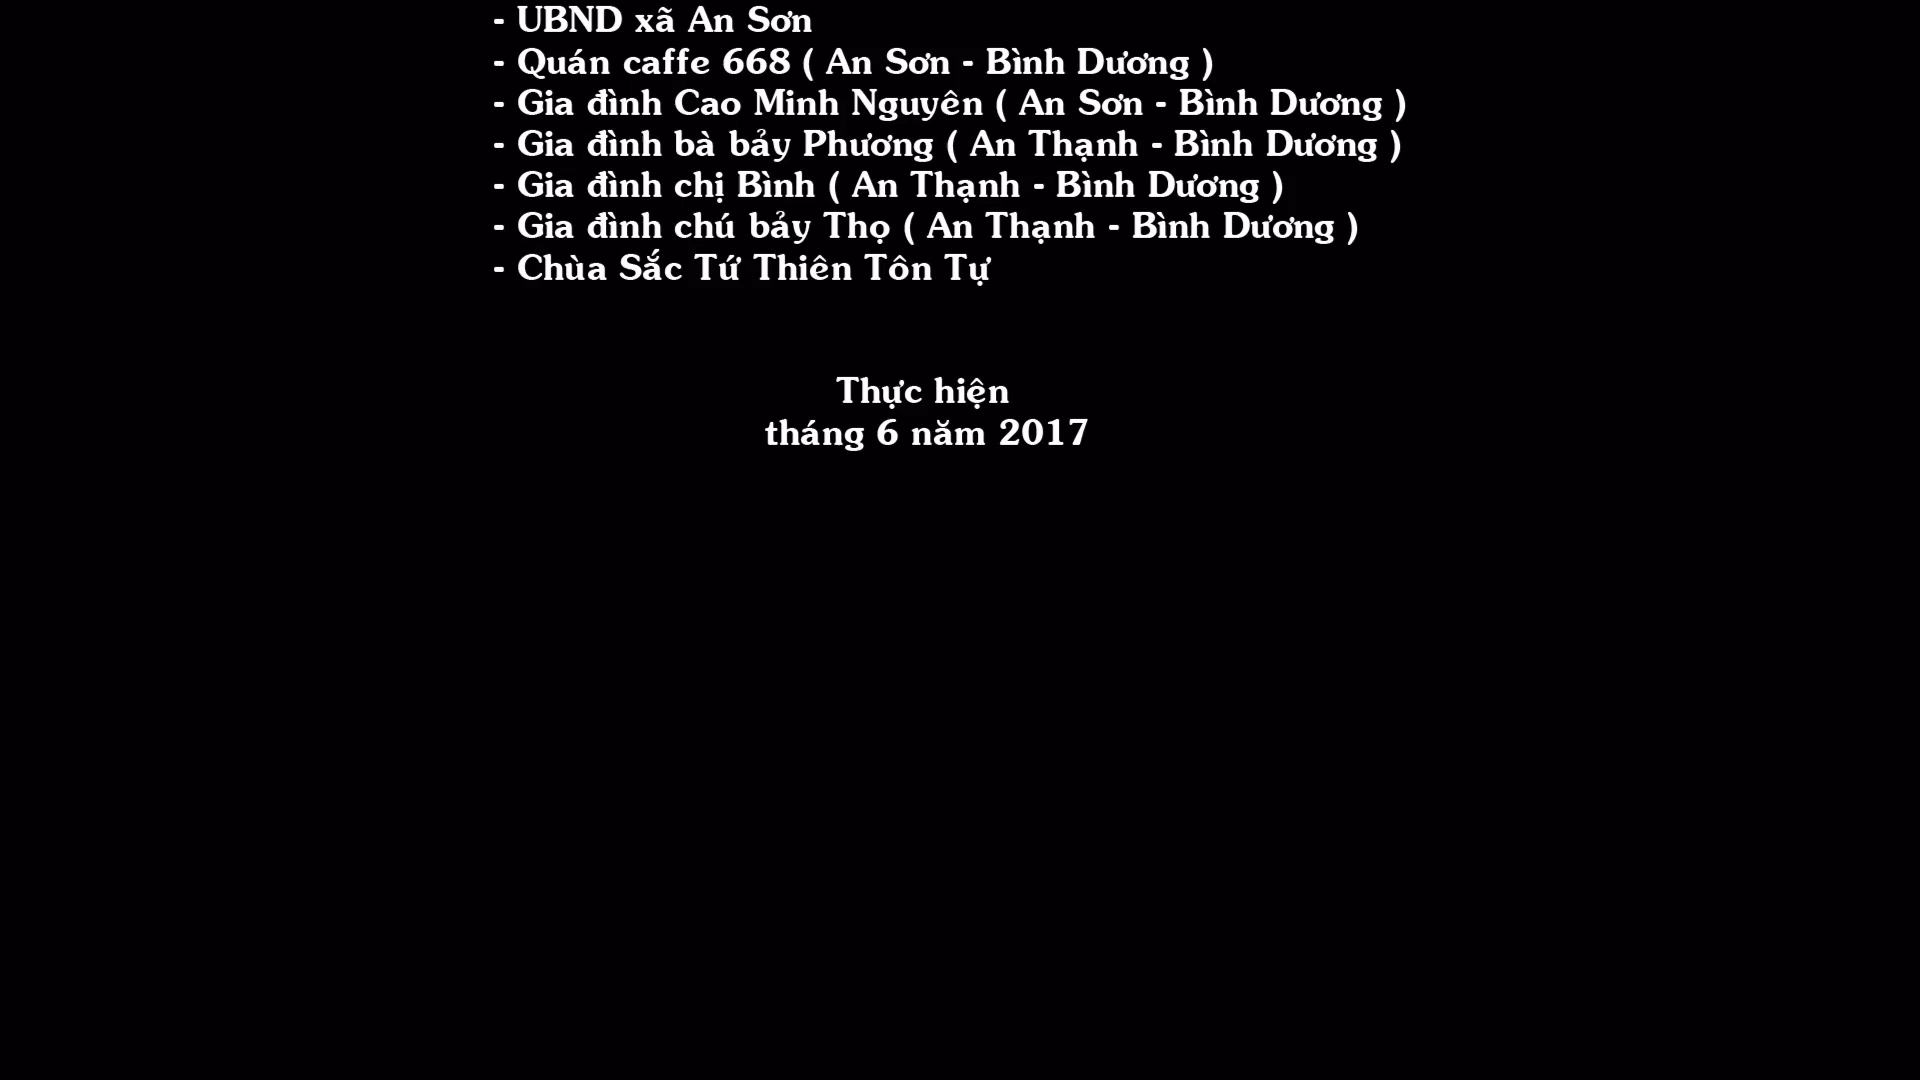 - UBND xã An Sơn
- Quán caffe 668 ( An Sơn - Bình Dương )
- Gia đình Cao Minh Nguyên ( An Sơn - Bình Dương )
- Gia đình bà bảy Phương ( An Thạnh - Bình Dương )
- Gia đình chị Bình ( An Thạnh - Bình Dương )
- Gia đình chú bảy Thọ ( An Thạnh - Bình Dương )
- Chùa Sắc Tứ Thiên Tôn Tự
Thực hiện
tháng 6 năm 2017